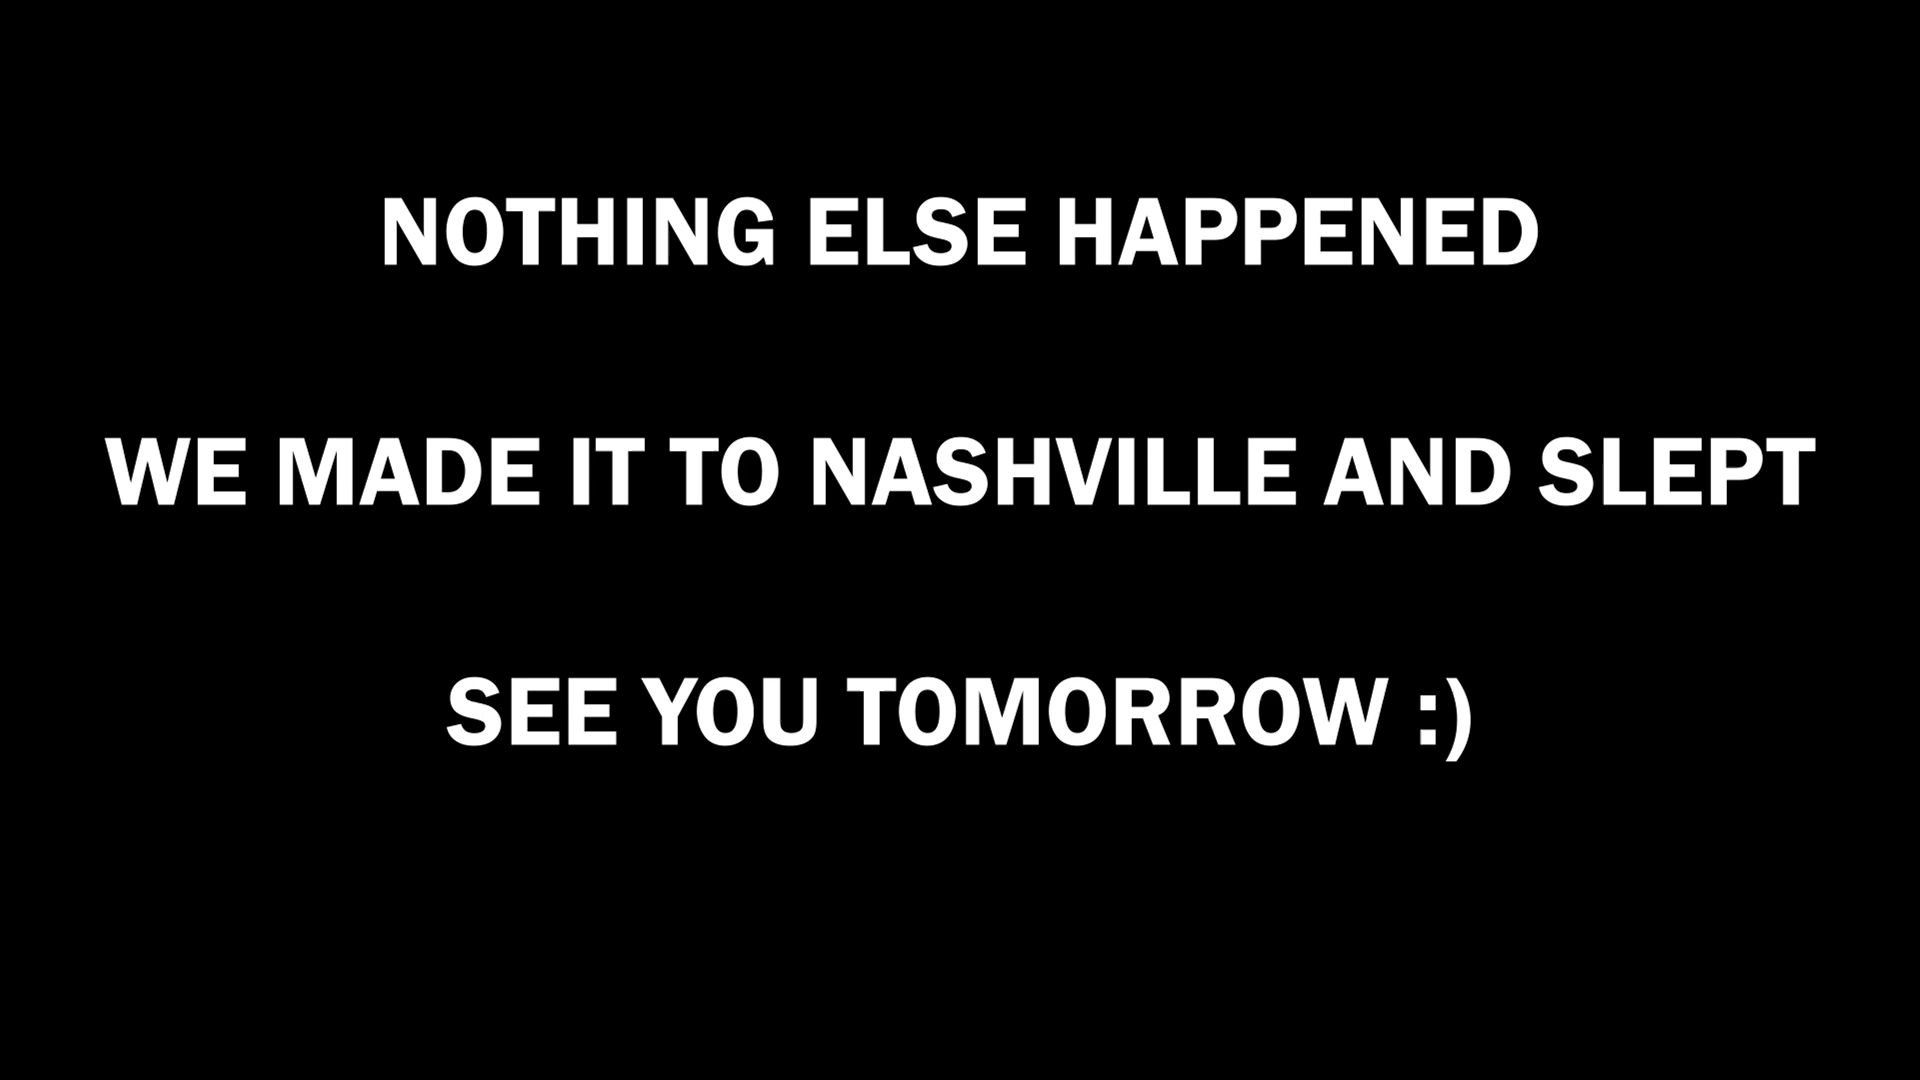 NOTHING ELSE HAPPENED
WE MADE IT TO NASHVILLE AND SLEPT
SEE YOU TOMORROW :)